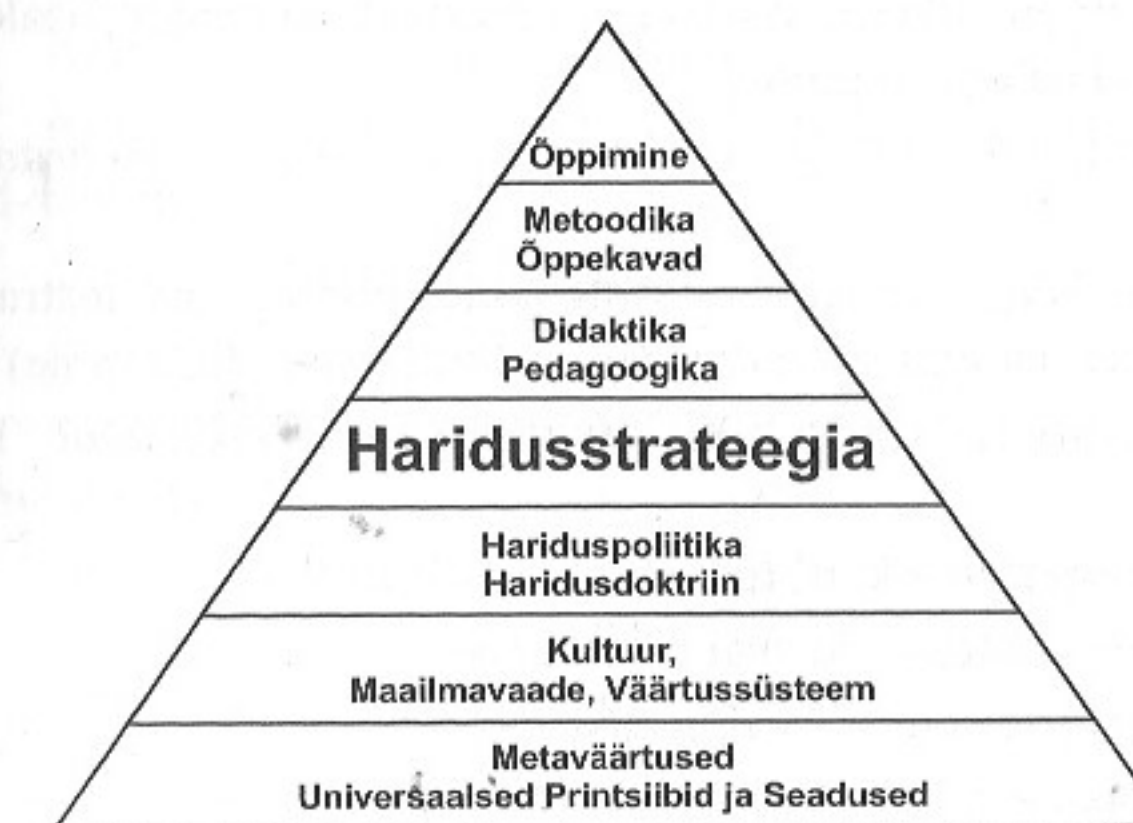 Õppimine
Metoodika
Õppekavad
Didaktika
Pedagoogika
Haridusstrateegia
Hariduspoliitika
Haridusdoktriin
Kultuur,
Maailmavaade, Väärtussüsteem
Metaväärtused
Universaalsed Printsiibid ja Seadused